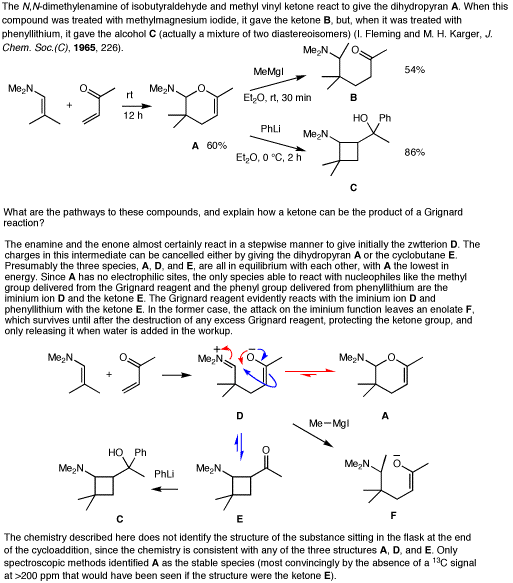 The N,N-dimethylenamine of isobutyraldehyde and methyl vinyl ketone react to give the dihydropyran A. When this
compound was treated with methylmagnesium iodide, it gave the ketone B, but, when it was treated with
phenyllithium, it gave the alcohol C (actually a mixture of two diastereoisomers) (I. Fleming and M. H. Karger, J.
Chem. Soc.(C), 1965, 226).
Me₂N O
MeMgI 54%
Et₂O, rt, 30 min
B
Me₂N + O
rt
12 h
Me₂N O
A 60%
PhLi
Et₂O, 0 °C, 2 h
HO Ph
Me₂N
86%
C
What are the pathways to these compounds, and explain how a ketone can be the product of a Grignard
reaction?
The enamine and the enone almost certainly react in a stepwise manner to give initially the zwtterion D. The
charges in this intermediate can be cancelled either by giving the dihydropyran A or the cyclobutane E.
Presumably the three species, A, D, and E, are all in equilibrium with each other, with A the lowest in
energy. Since A has no electrophilic sites, the only species able to react with nucleophiles like the methyl
group delivered from the Grignard reagent and the phenyl group delivered from phenyllithium are the
iminium ion D and the ketone E. The Grignard reagent evidently reacts with the iminium ion D and
phenyllithium with the ketone E. In the former case, the attack on the iminium function leaves an enolate F,
which survives until after the destruction of any excess Grignard reagent, protecting the ketone group, and
only releasing it when water is added in the workup.
Me₂N + O
+ −
Me₂N O
D
Me₂N O
A
Me—MgI
HO Ph
Me₂N
C
PhLi
O
Me₂N
E
−
Me₂N O
F
The chemistry described here does not identify the structure of the substance sitting in the flask at the end
of the cycloaddition, since the chemistry is consistent with any of the three structures A, D, and E. Only
spectroscopic methods identified A as the stable species (most convincingly by the absence of a ¹³C signal
at >200 ppm that would have been seen if the structure were the ketone E).